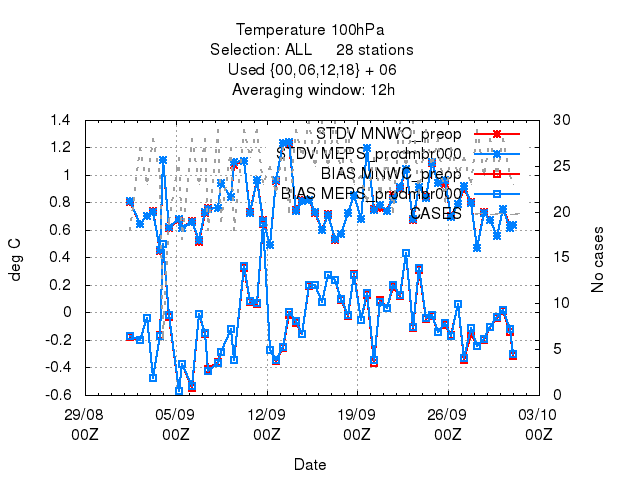 Temperature 100hPa
Selection: ALL 28 stations
Used {00,06,12,18} + 06
Averaging window: 12h
1.4 30
STDV MNWC_preop
1.2 25
STDV MEPS_prodmbr000
1 BIAS MNWC_preop
0.8 BIAS MEPS_prodmbr000 20
CASES
0.6
deg C
0.4 15
No cases
0.2
0 10
-0.2 5
-0.4
-0.6 0
29/08 05/09 12/09 19/09 26/09 03/10
00Z 00Z 00Z 00Z 00Z 00Z
Date